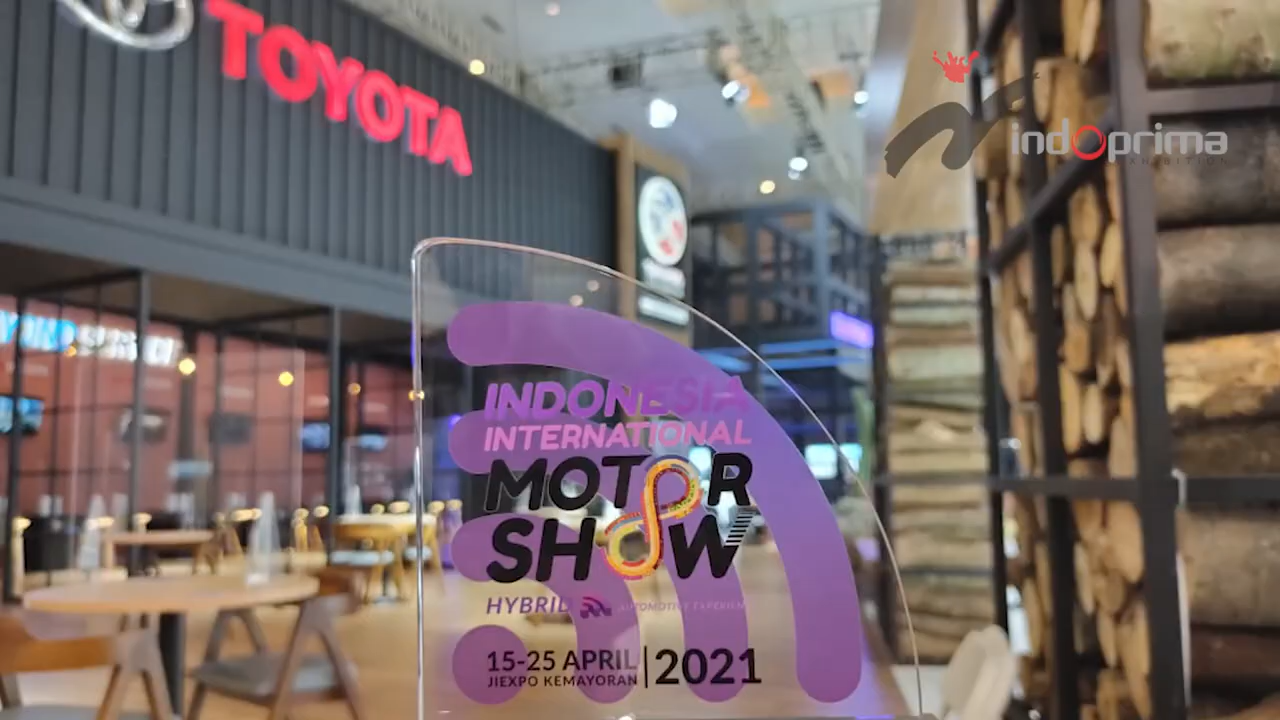 TOYOTA
indoprima
EXHIBITION
INDONESIA
INTERNATIONAL
MOTOR
SHOW
HYBRID AUTOMOTIVE EXPERIENCE
15-25 APRIL
JIEXPO KEMAYORAN
2021